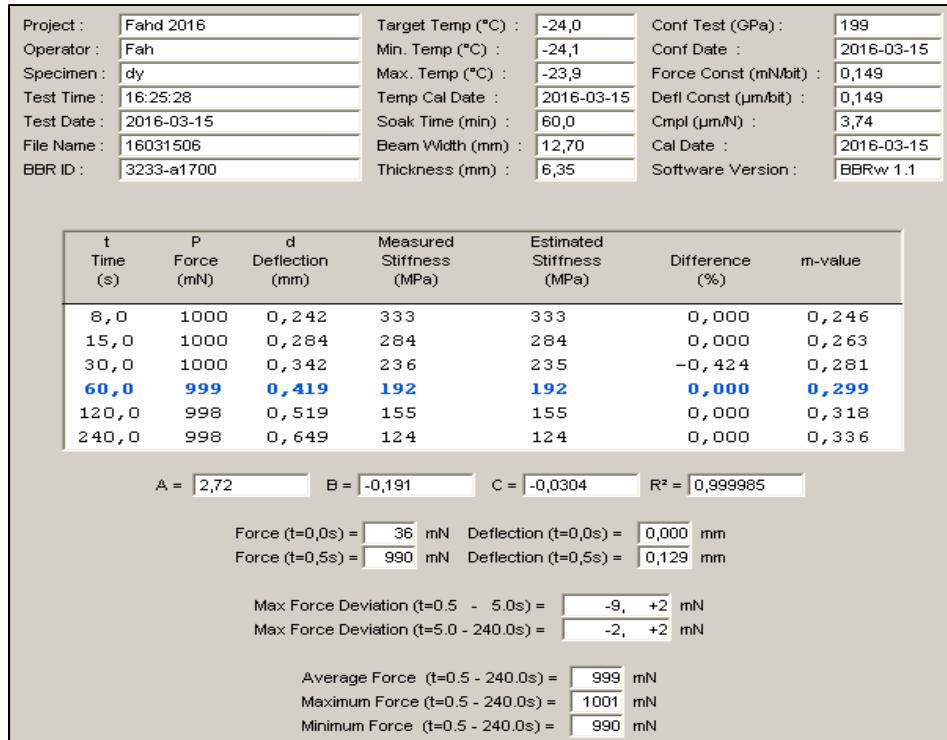 Project : Fahd 2016 Target Temp (°C) : -24,0 Conf Test (GPa) : 199
Operator : Fah Min. Temp (°C) : -24,1 Conf Date : 2016-03-15
Specimen : dy Max. Temp (°C) : -23,9 Force Const (mN/bit) : 0,149
Test Time : 16:25:28 Temp Cal Date : 2016-03-15 Defl Const (µm/bit) : 0,149
Test Date : 2016-03-15 Soak Time (min) : 60,0 Cmpl (µm/N) : 3,74
File Name : 16031506 Beam Width (mm) : 12,70 Cal Date : 2016-03-15
BBR ID : 3233-a1700 Thickness (mm) : 6,35 Software Version : BBRw 1.1
t P d Measured Estimated
Time Force Deflection Stiffness Stiffness Difference m-value
(s) (mN) (mm) (MPa) (MPa) (%)
8,0 1000 0,242 333 333 0,000 0,246
15,0 1000 0,284 284 284 0,000 0,263
30,0 1000 0,342 236 235 -0,424 0,281
60,0 999 0,419 192 192 0,000 0,299
120,0 998 0,519 155 155 0,000 0,318
240,0 998 0,649 124 124 0,000 0,336
A = 2,72 B = -0,191 C = -0,0304 R² = 0,999985
Force (t=0,0s) = 36 mN Deflection (t=0,0s) = 0,000 mm
Force (t=0,5s) = 990 mN Deflection (t=0,5s) = 0,129 mm
Max Force Deviation (t=0.5 - 5.0s) = -9, +2 mN
Max Force Deviation (t=5.0 - 240.0s) = -2, +2 mN
Average Force (t=0.5 - 240.0s) = 999 mN
Maximum Force (t=0.5 - 240.0s) = 1001 mN
Minimum Force (t=0.5 - 240.0s) = 990 mN